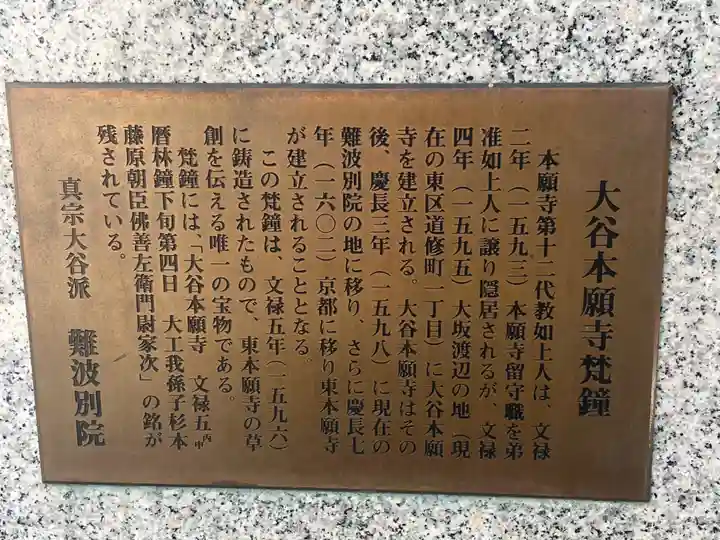 大谷本願寺梵鐘
本願寺第十二代教如上人は、文禄
二年（一五九三）本願寺留守職を弟
准如上人に譲り隠居されるが、文禄
四年（一五九五）大坂渡辺の地（現
在の東区道修町一丁目）に大谷本願
寺を建立される。大谷本願寺はその
後、慶長三年（一五九八）に現在の
難波別院の地に移り、さらに慶長七
年（一六〇二）京都に移り東本願寺
が建立されることとなる。
この梵鐘は、文禄五年（一五九六）
に鋳造されたもので、東本願寺の草
創を伝える唯一の宝物である。
梵鐘には、「大谷本願寺 文禄五丙申
暦林鐘下旬第四日 大工我孫子杉本
藤原朝臣佛善左衛門尉家次」の銘が
残されている。
真宗大谷派 難波別院